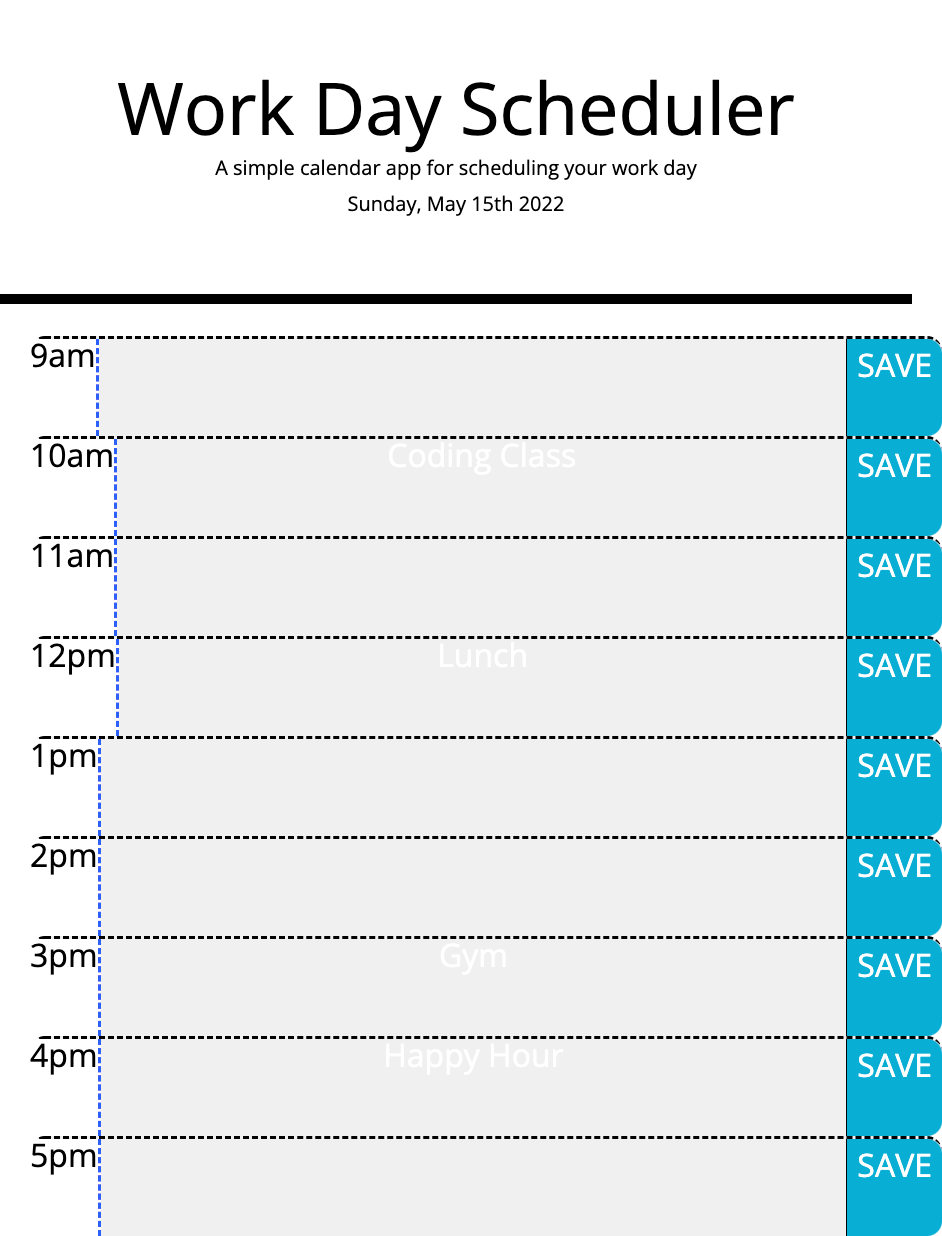 Work Day Scheduler
A simple calendar app for scheduling your work day
Sunday, May 15th 2022
9am SAVE
10am Coding Class SAVE
11am SAVE
12pm Lunch SAVE
1pm SAVE
2pm SAVE
3pm Gym SAVE
4pm Happy Hour SAVE
5pm SAVE